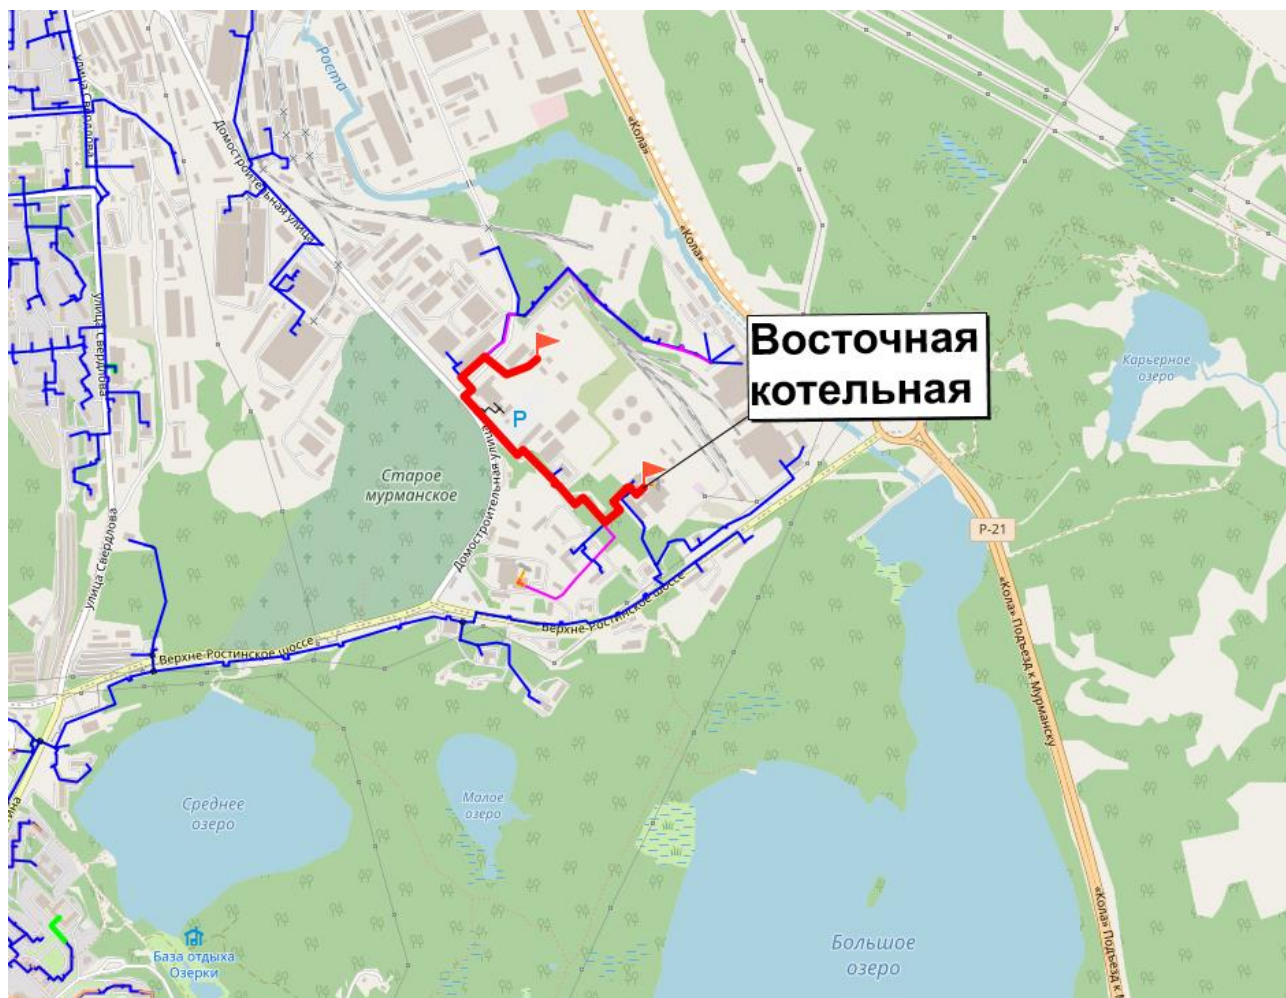 улица Свердлова
Роста
Домостроительная улица
«Кола»
«Кола»
улица Свердлова
Восточная
котельная
Карьерное
озеро
P
Старое
мурманское
Домостроительная улица
P-21
улица Свердлова
Верхне-Ростинское шоссе
Верхне-Ростинское шоссе
«Кола» Подъезд к Мурманску
Среднее
озеро
Малое
озеро
Большое
озеро
База отдыха
Озерки